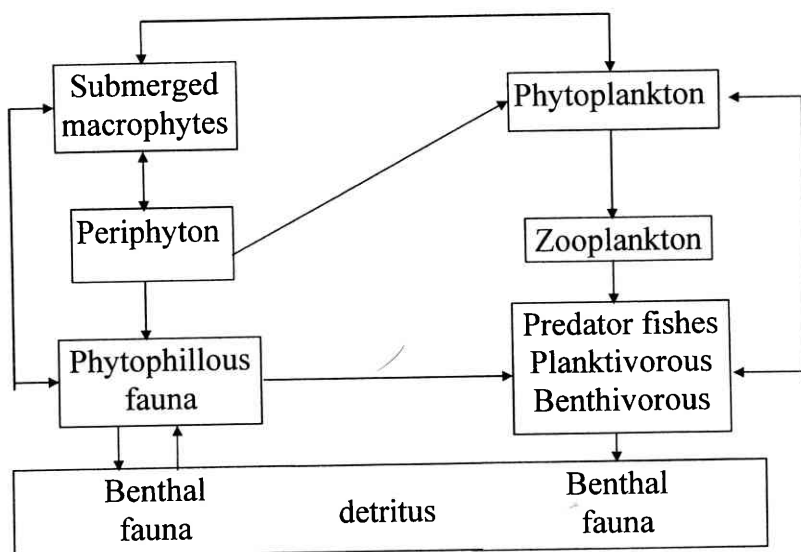 Submerged
macrophytes
Phytoplankton
Periphyton
Zooplankton
Phytophillous
fauna
Predator fishes
Planktivorous
Benthivorous
Benthal
fauna
detritus
Benthal
fauna